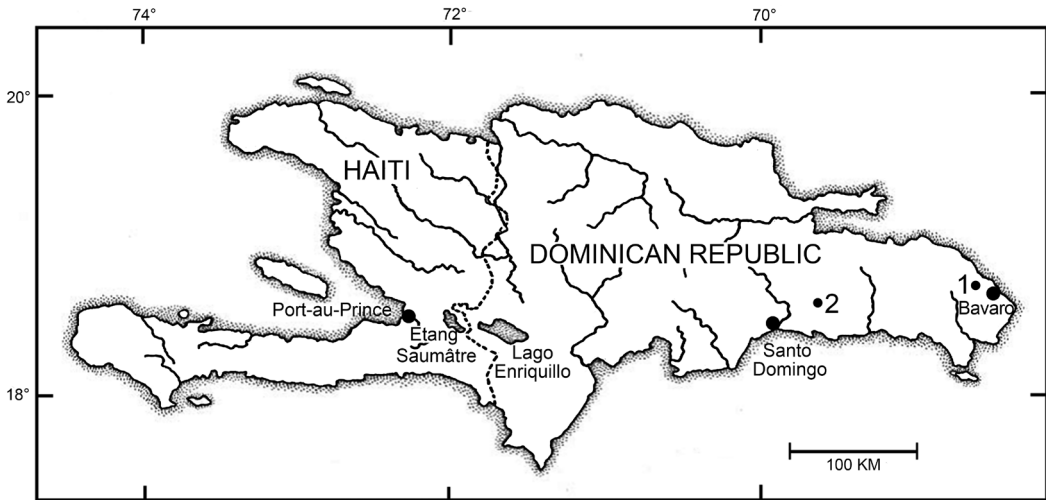 74°
72°
70°
20°
HAITI
DOMINICAN REPUBLIC
1
2
Bavaro
Port-au-Prince
Etang
Saumâtre
Lago
Enriquillo
Santo
Domingo
18°
100 KM